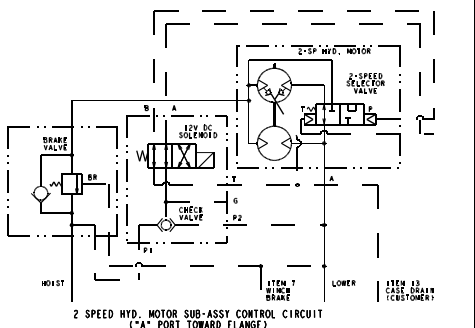 2-SP HYD. MOTOR
2-SPEED
SELECTOR
VALVE
B A
T P
12V DC
SOLENOID
BRAKE
VALVE
BR
T A
G
CHECK
VALVE
P2
P1
HOIST
ITEM 7
WINCH
BRAKE
LOWER
ITEM 13
CASE DRAIN
(CUSTOMER)
2 SPEED HYD. MOTOR SUB-ASSY CONTROL CIRCUIT
("A" PORT TOWARD FLANGE)